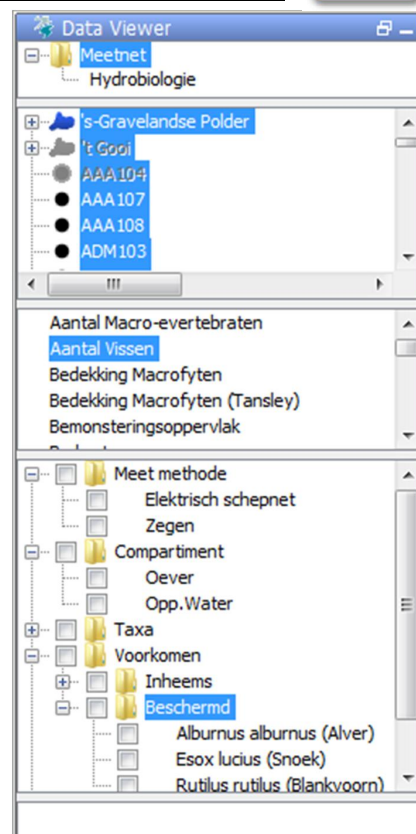 Data Viewer
Meetnet
Hydrobiologie
's-Gravelandse Polder
't Gooi
AAA104
AAA107
AAA108
ADM103
Aantal Macro-evertebraten
Aantal Vissen
Bedekking Macrofyten
Bedekking Macrofyten (Tansley)
Bemonsteringsoppervlak
Meet methode
Elektrisch schepnet
Zegen
Compartiment
Oever
Opp.Water
Taxa
Voorkomen
Inheems
Beschermd
Alburnus alburnus (Alver)
Esox lucius (Snoek)
Rutilus rutilus (Blankvoorn)